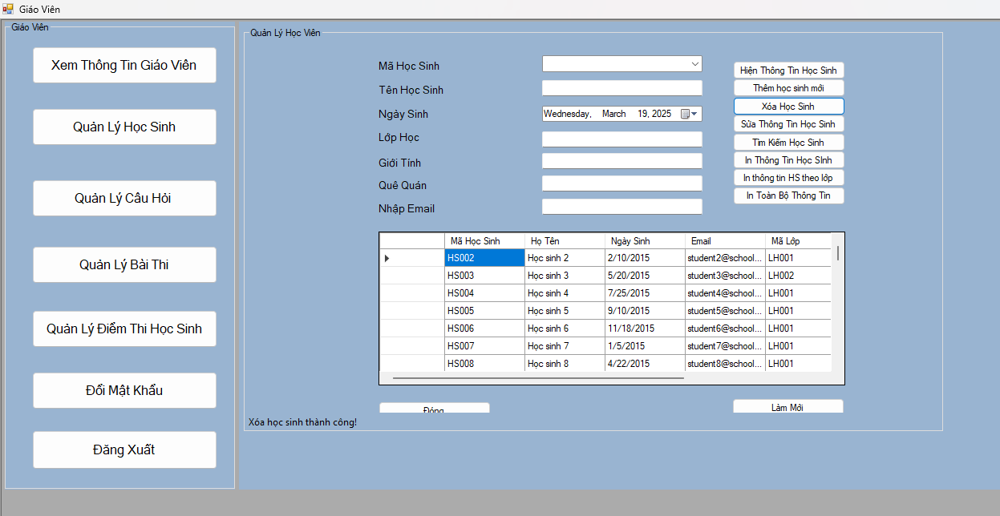 Giáo Viên
Giáo Viên
Xem Thông Tin Giáo Viên
Quản Lý Học Sinh
Quản Lý Câu Hỏi
Quản Lý Bài Thi
Quản Lý Điểm Thi Học Sinh
Đổi Mật Khẩu
Đăng Xuất
Quản Lý Học Viên
Mã Học Sinh
Tên Học Sinh
Ngày Sinh Wednesday, March 19, 2025
Lớp Học
Giới Tính
Quê Quán
Nhập Email
Hiện Thông Tin Học Sinh
Thêm học sinh mới
Xóa Học Sinh
Sửa Thông Tin Học Sinh
Tìm Kiếm Học Sinh
In Thông Tin Học SInh
In thông tin HS theo lớp
In Toàn Bộ Thông Tin
Mã Học Sinh Họ Tên Ngày Sinh Email Mã Lớp
HS002 Học sinh 2 2/10/2015 student2@school... LH001
HS003 Học sinh 3 5/20/2015 student3@school... LH002
HS004 Học sinh 4 7/25/2015 student4@school... LH001
HS005 Học sinh 5 9/10/2015 student5@school... LH001
HS006 Học sinh 6 11/18/2015 student6@school... LH001
HS007 Học sinh 7 1/5/2015 student7@school... LH001
HS008 Học sinh 8 4/22/2015 student8@school... LH001
Đóng
Làm Mới
Xóa học sinh thành công!